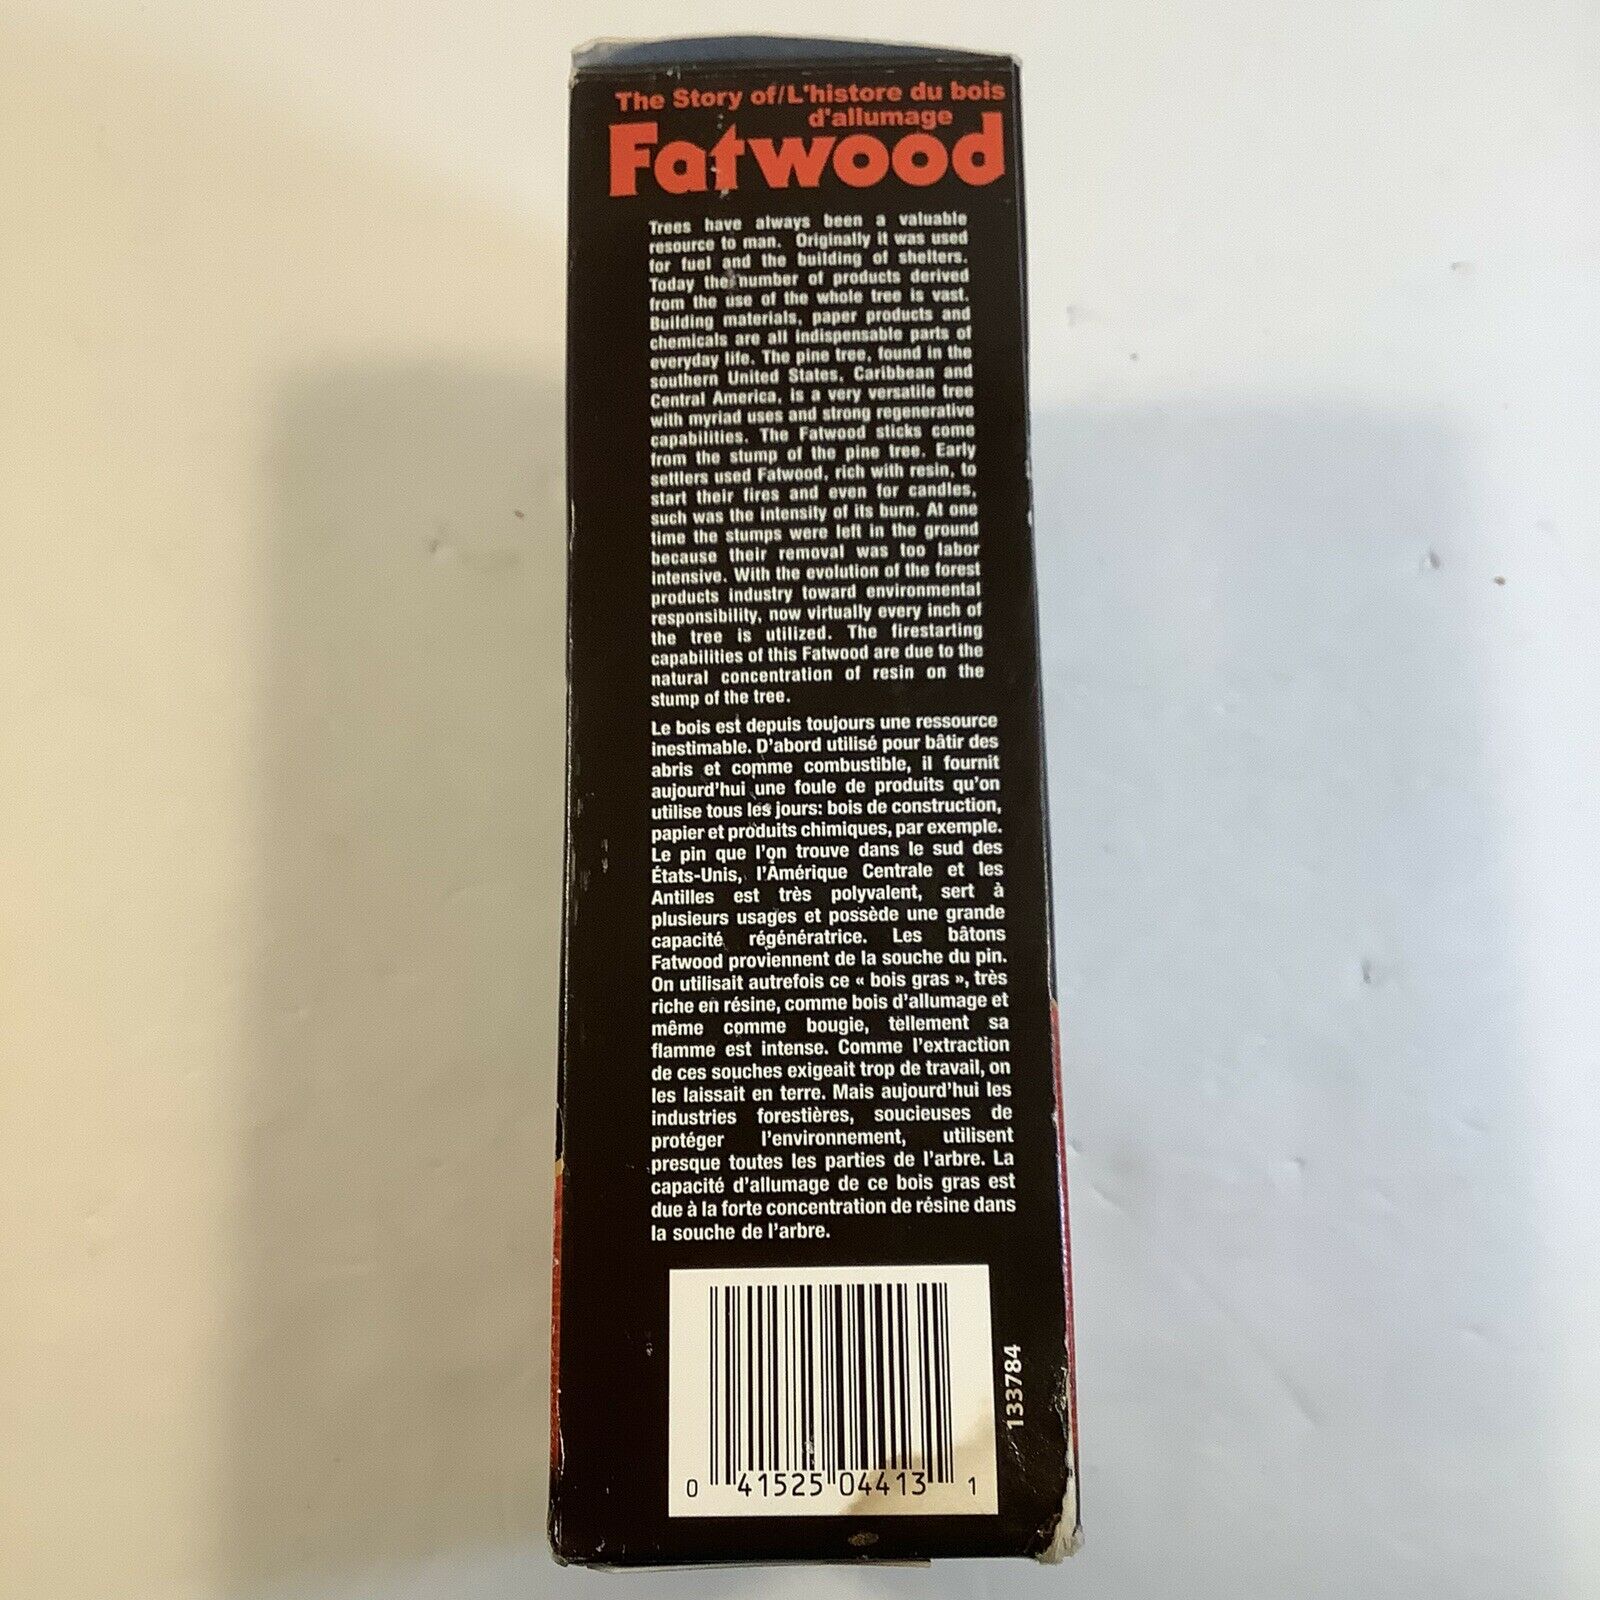 The Story of/L'histore du bois
d'allumage
Fatwood
Trees have always been a valuable
resource to man. Originally it was used
for fuel and the building of shelters.
Today the number of products derived
from the use of the whole tree is vast.
Building materials, paper products and
chemicals are all indispensable parts of
everyday life. The pine tree, found in the
southern United States, Caribbean and
Central America, is a very versatile tree
with myriad uses and strong regenerative
capabilities. The Fatwood sticks come
from the stump of the pine tree. Early
settlers used Fatwood, rich with resin, to
start their fires and even for candles,
such was the intensity of its burn. At one
time the stumps were left in the ground
because their removal was too labor
intensive. With the evolution of the forest
products industry toward environmental
responsibility, now virtually every inch of
the tree is utilized. The firestarting
capabilities of this Fatwood are due to the
natural concentration of resin on the
stump of the tree.
Le bois est depuis toujours une ressource
inestimable. D'abord utilisé pour bâtir des
abris et comme combustible, il fournit
aujourd'hui une foule de produits qu'on
utilise tous les jours: bois de construction,
papier et produits chimiques, par exemple.
Le pin que l'on trouve dans le sud des
États-Unis, l'Amérique Centrale et les
Antilles est très polyvalent, sert à
plusieurs usages et possède une grande
capacité régénératrice. Les bâtons
Fatwood proviennent de la souche du pin.
On utilisait autrefois ce « bois gras », très
riche en résine, comme bois d'allumage et
même comme bougie, tellement sa
flamme est intense. Comme l'extraction
de ces souches exigeait trop de travail, on
les laissait en terre. Mais aujourd'hui les
industries forestières, soucieuses de
protéger l'environnement, utilisent
presque toutes les parties de l'arbre. La
capacité d'allumage de ce bois gras est
due à la forte concentration de résine dans
la souche de l'arbre.
133784
0 41525 04413 1